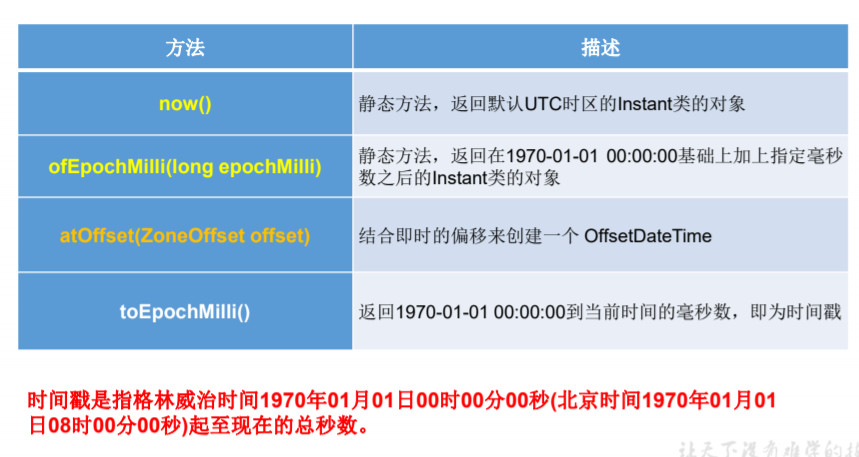 方法 描述
now() 静态方法，返回默认UTC时区的Instant类的对象
ofEpochMilli(long epochMilli) 静态方法，返回在1970-01-01 00:00:00基础上加上指定毫秒
数之后的Instant类的对象
atOffset(ZoneOffset offset) 结合即时的偏移来创建一个 OffsetDateTime
toEpochMilli() 返回1970-01-01 00:00:00到当前时间的毫秒数，即为时间戳
时间戳是指格林威治时间1970年01月01日00时00分00秒(北京时间1970年01月01
日08时00分00秒)起至现在的总秒数。
让天下没有难学的技